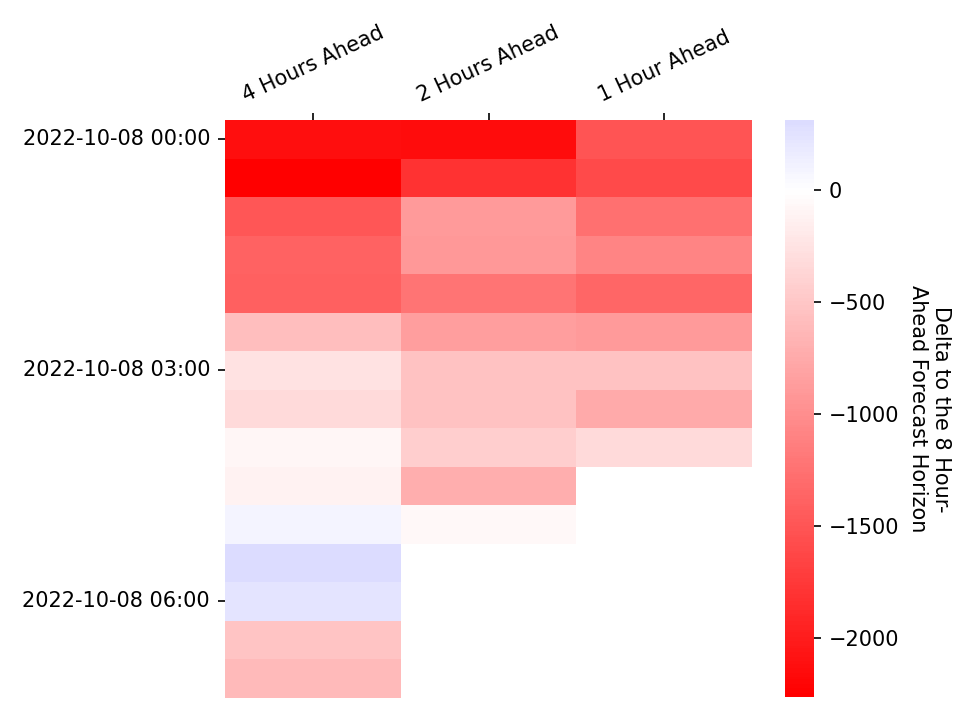 4 Hours Ahead
2 Hours Ahead
1 Hour Ahead
2022-10-08 00:00
2022-10-08 03:00
2022-10-08 06:00
0
−500
−1000
−1500
−2000
Delta to the 8 Hour-
Ahead Forecast Horizon